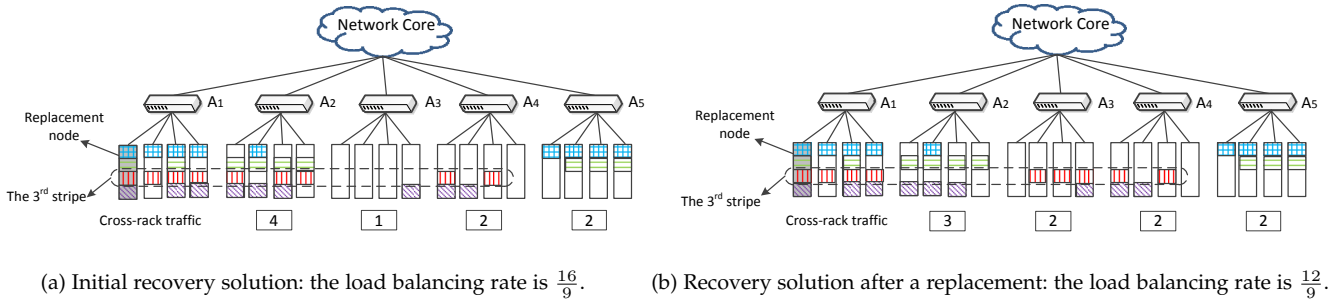 Network Core
A1
A2
A3
A4
A5
Replacement
node
The 3rd stripe
Cross-rack traffic
4
1
2
2
(a) Initial recovery solution: the load balancing rate is 16/9.
Network Core
A1
A2
A3
A4
A5
Replacement
node
The 3rd stripe
Cross-rack traffic
3
2
2
2
(b) Recovery solution after a replacement: the load balancing rate is 12/9.